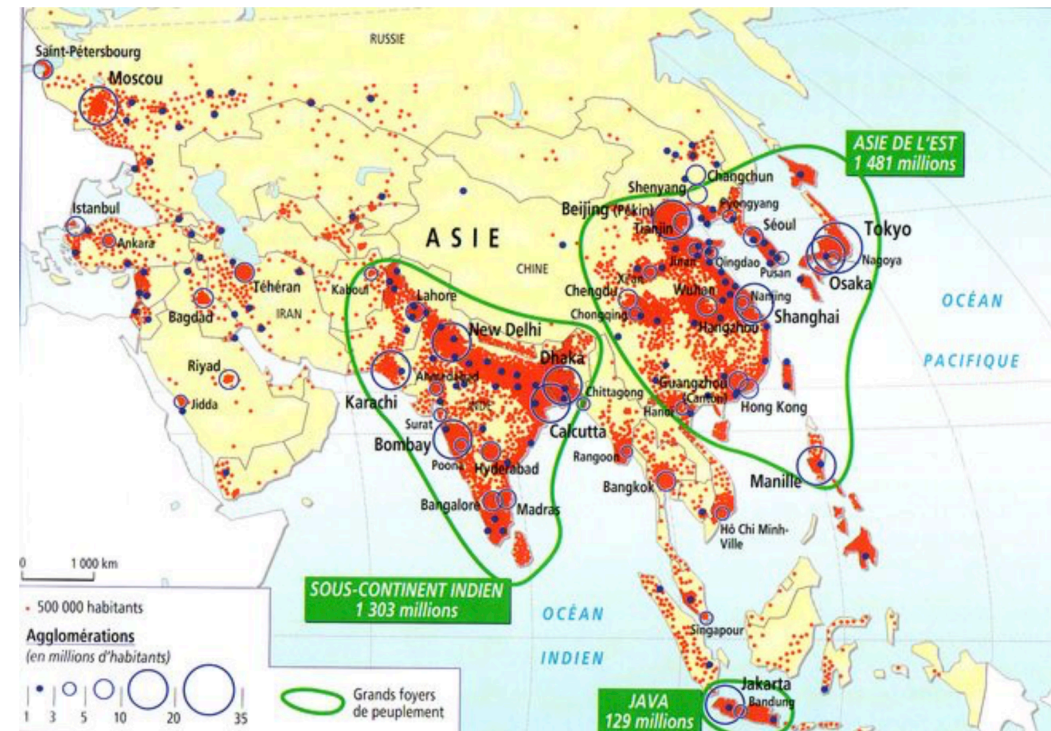 Saint-Pétersbourg
RUSSIE
Moscou
ASIE DE L'EST
1 481 millions
Changchun
Shenyang
Istanbul
Beijing (Pékin)
Pyongyang
Tianjin
Séoul
Tokyo
Ankara
ASIE
Jinan
Qingdao
Nagoya
Pusan
CHINE
Xi'an
Osaka
Téhéran
Kaboul
Chengdu
Wuhan
Nanjing
OCÉAN
Lahore
IRAN
Chongqing
Shanghai
Bagdad
Hangzhou
New Delhi
Dhaka
PACIFIQUE
Riyad
Ahmedabad
Guangzhou
(Canton)
Chittagong
Karachi
INDE
Jidda
Hanoi
Hong Kong
Surat
Calcutta
Bombay
Rangoon
Poona
Hyderabad
Manille
Bangkok
Bangalore
Madras
Hô Chi Minh-
Ville
0
1 000 km
SOUS-CONTINENT INDIEN
1 303 millions
500 000 habitants
OCÉAN
Singapour
Agglomérations
(en millions d'habitants)
INDIEN
Jakarta
Grands foyers
de peuplement
JAVA
129 millions
Bandung
1 3 5 10 20 35